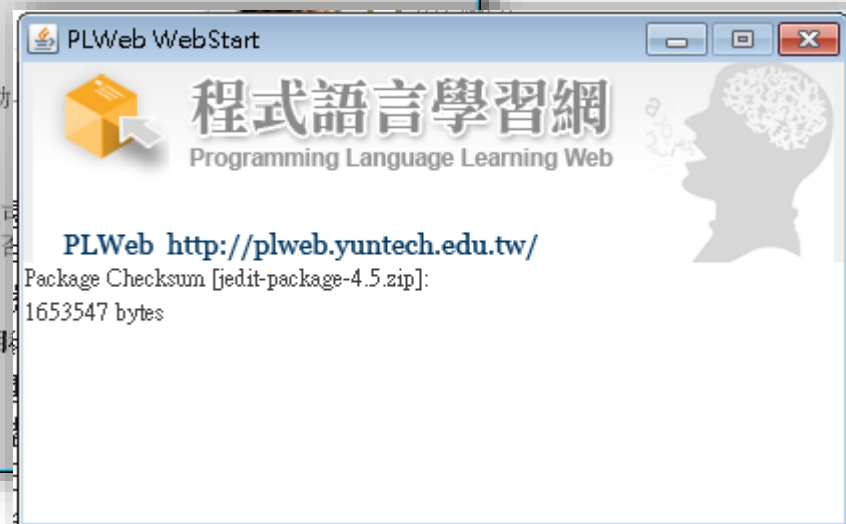 PLWeb WebStart
程式語言學習網
Programming Language Learning Web
PLWeb http://plweb.yuntech.edu.tw/
Package Checksum [jedit-package-4.5.zip]:
1653547 bytes